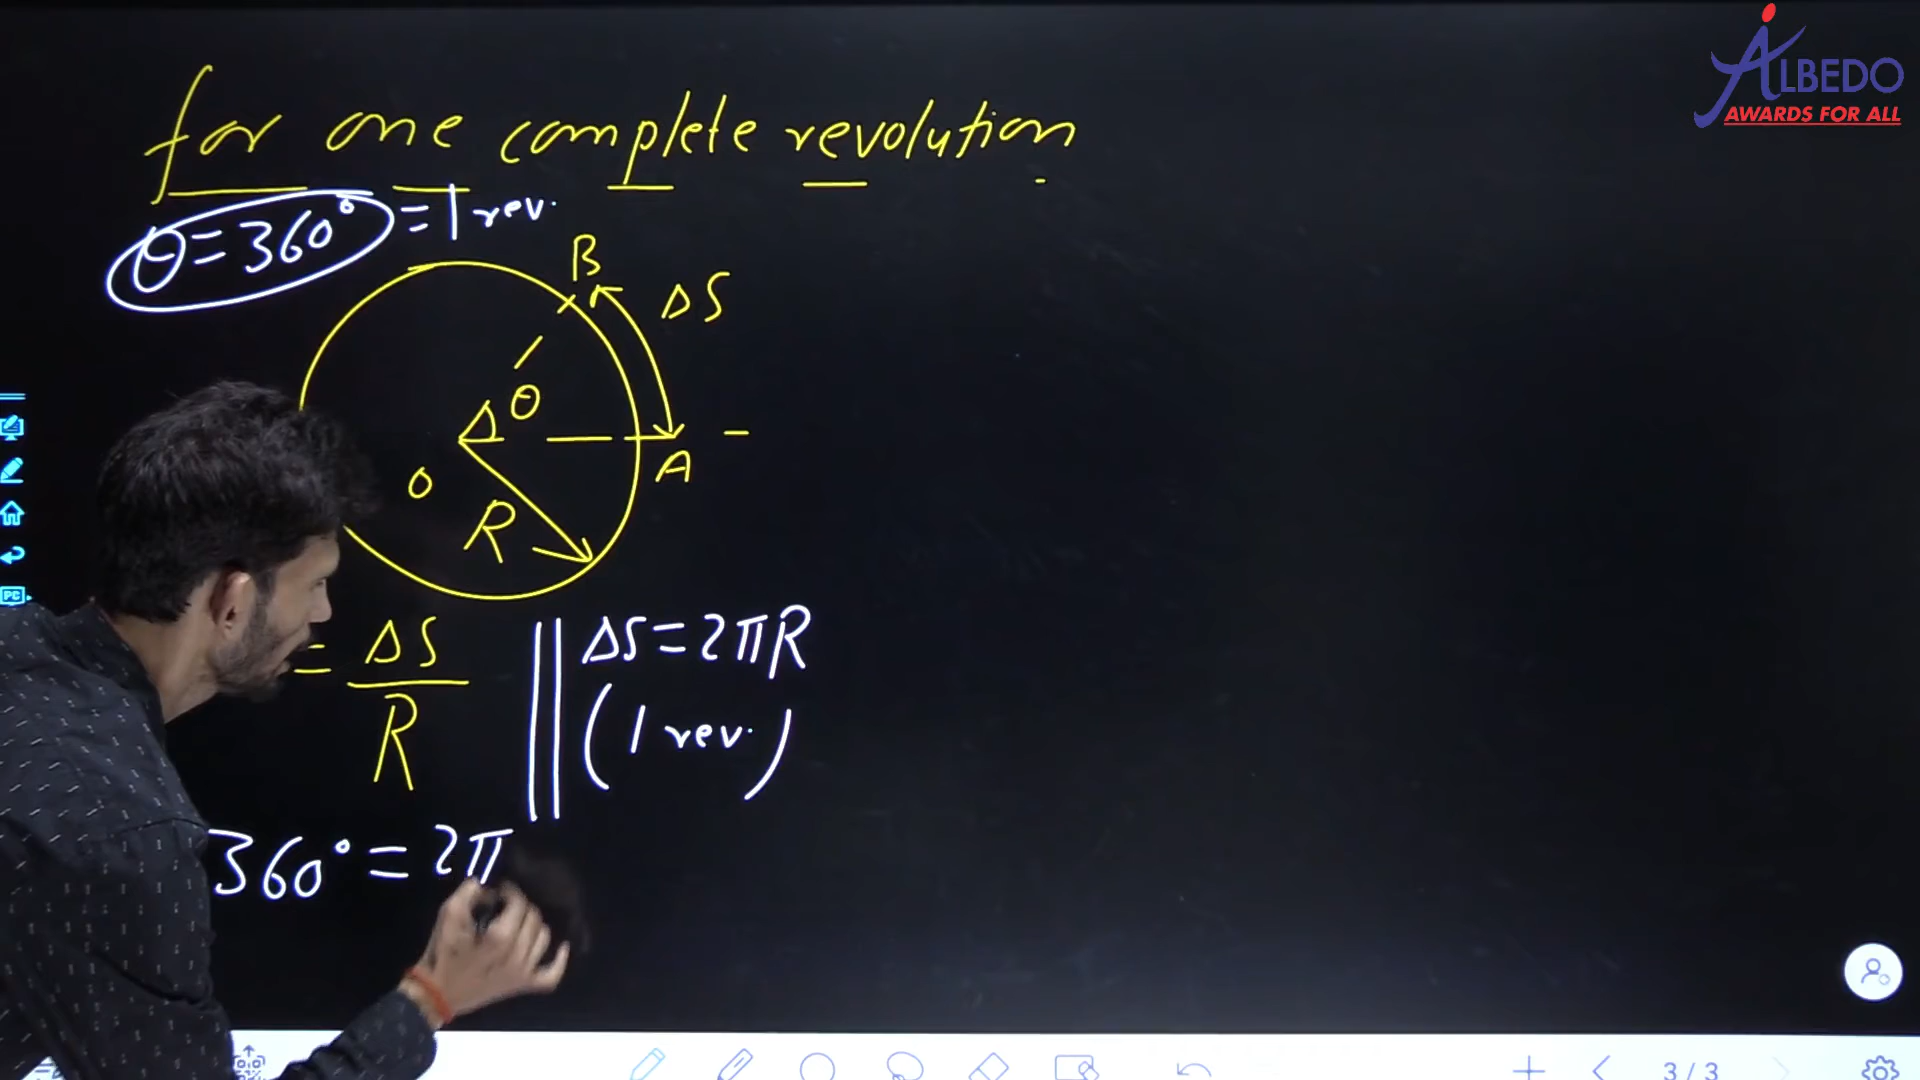 for one complete revolution
θ = 360° = 1 rev.
B
ΔS
Δθ
A
O
R
= ΔS / R
ΔS = 2πR
(1 rev.)
360° = 2π
ALBEDO
AWARDS FOR ALL
PC
3 / 3